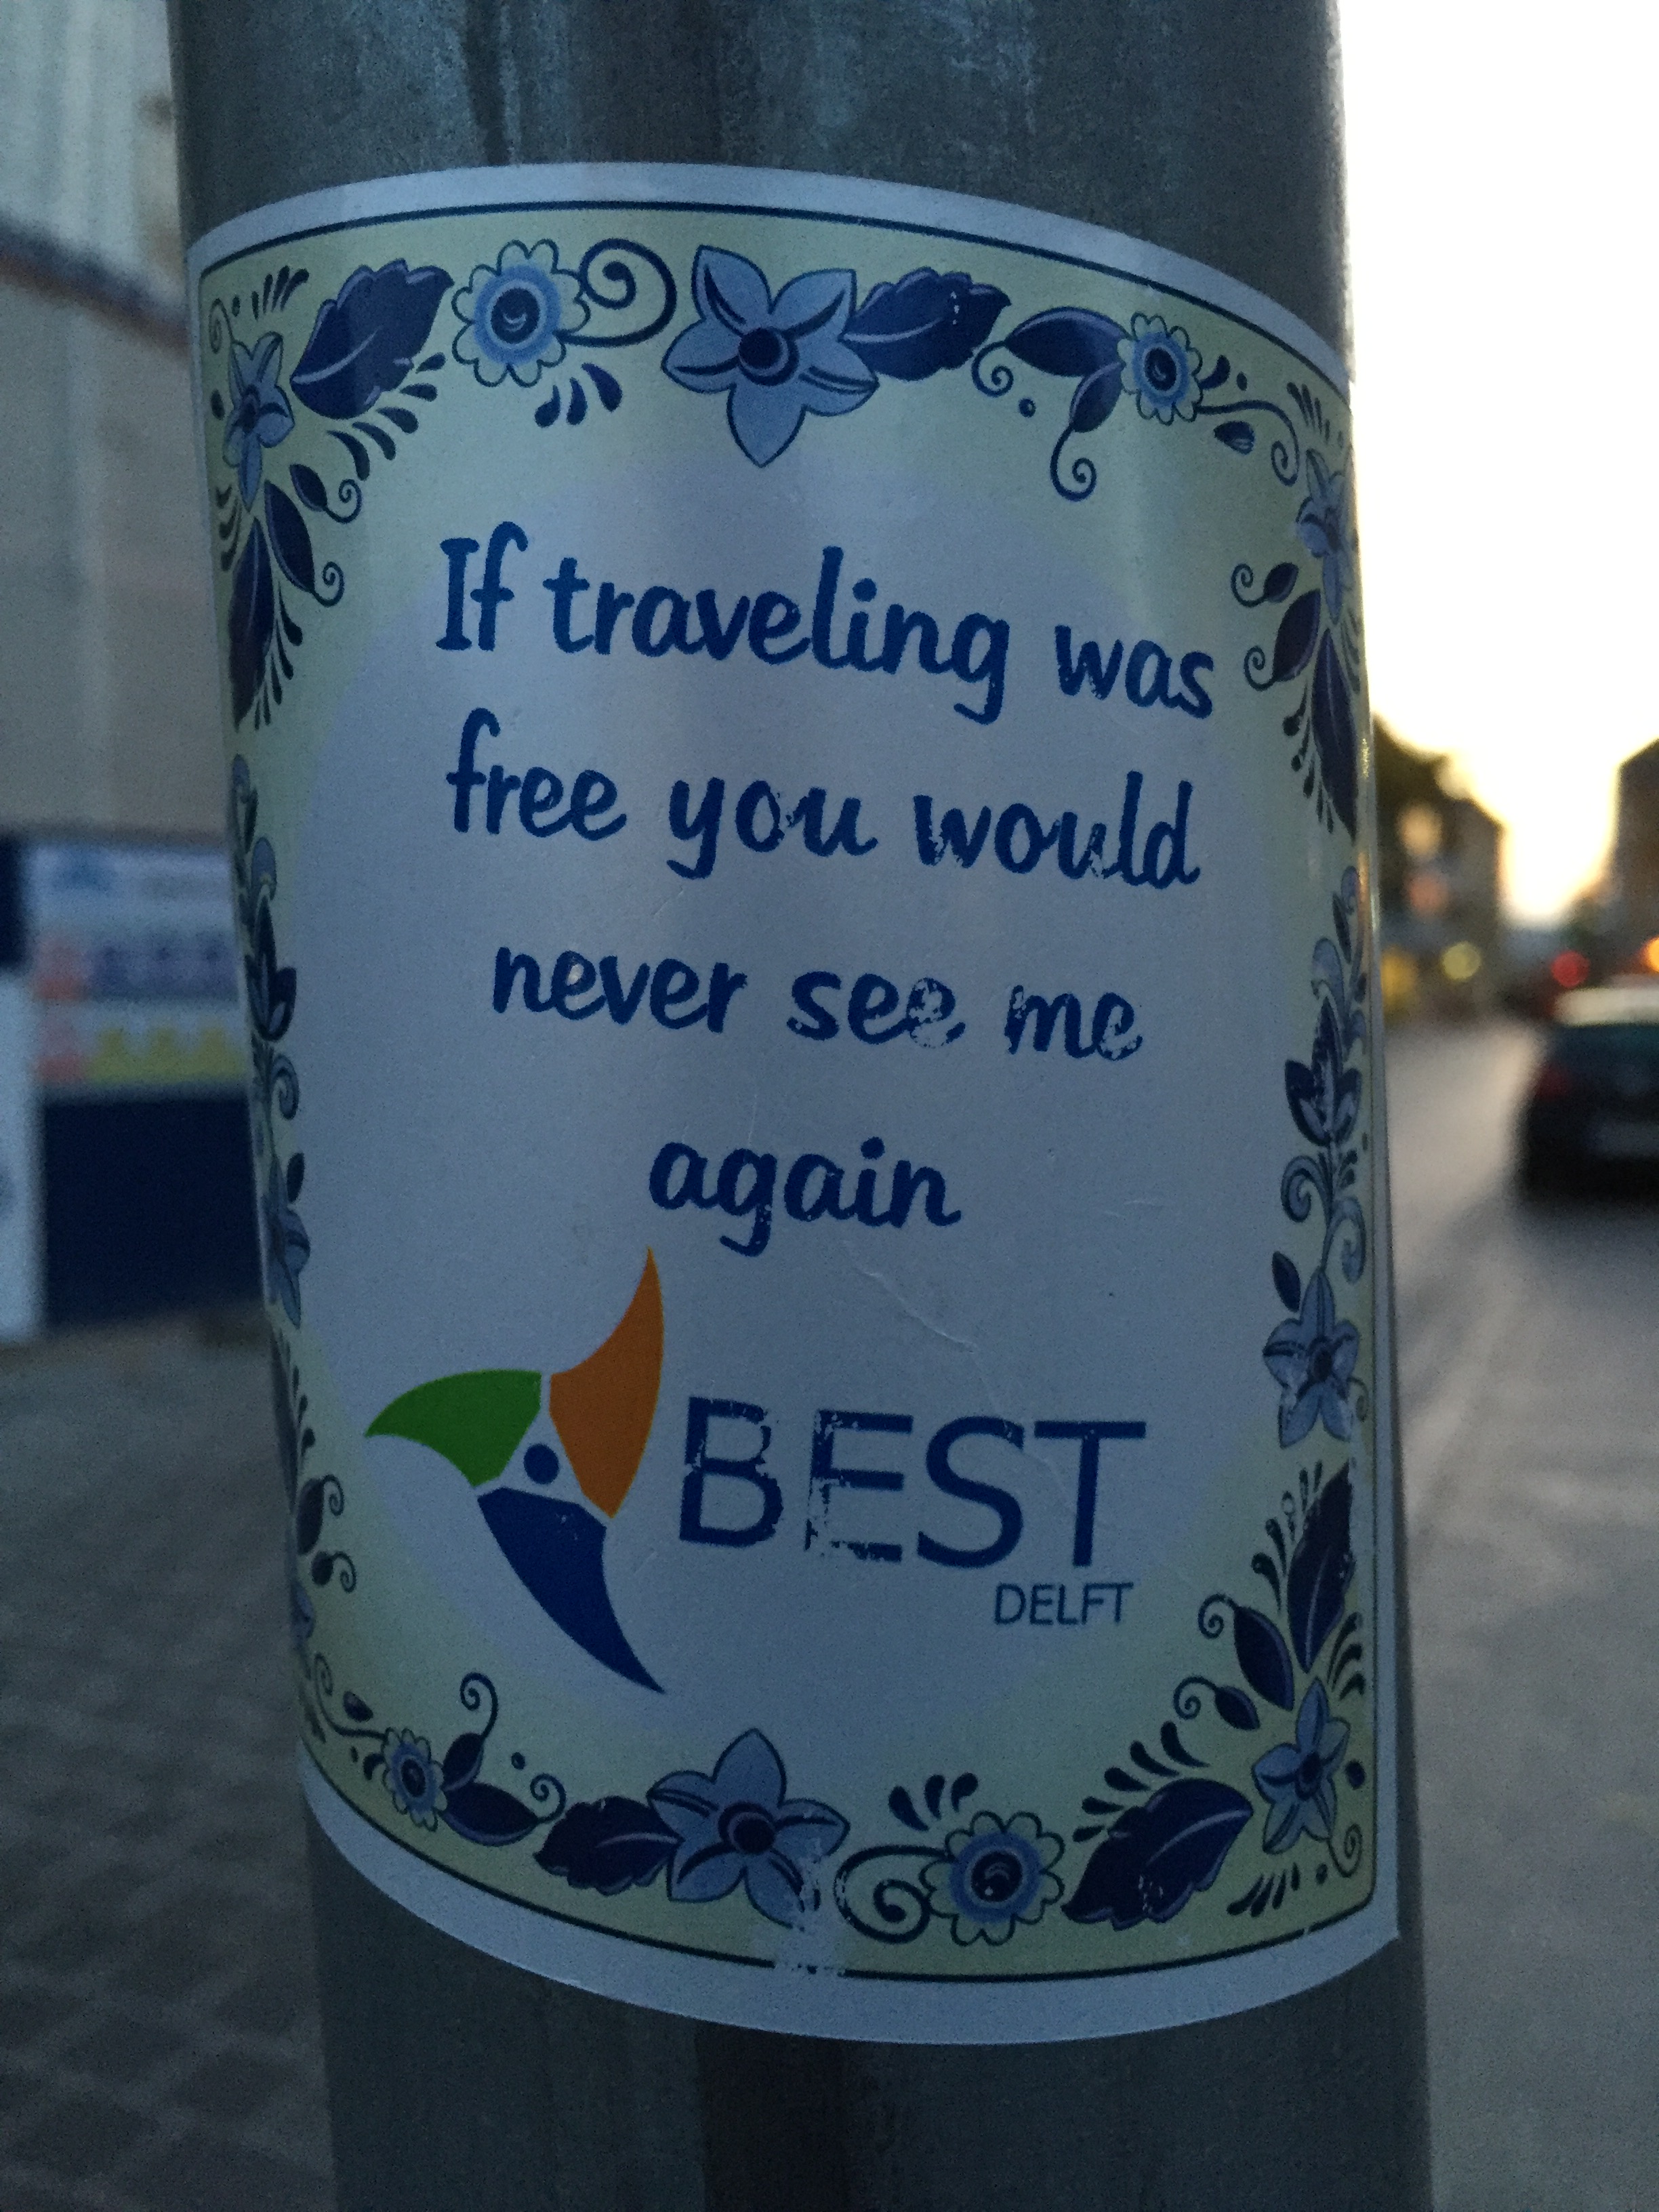 If traveling was
free you would
never see me
again
BEST
DELFT